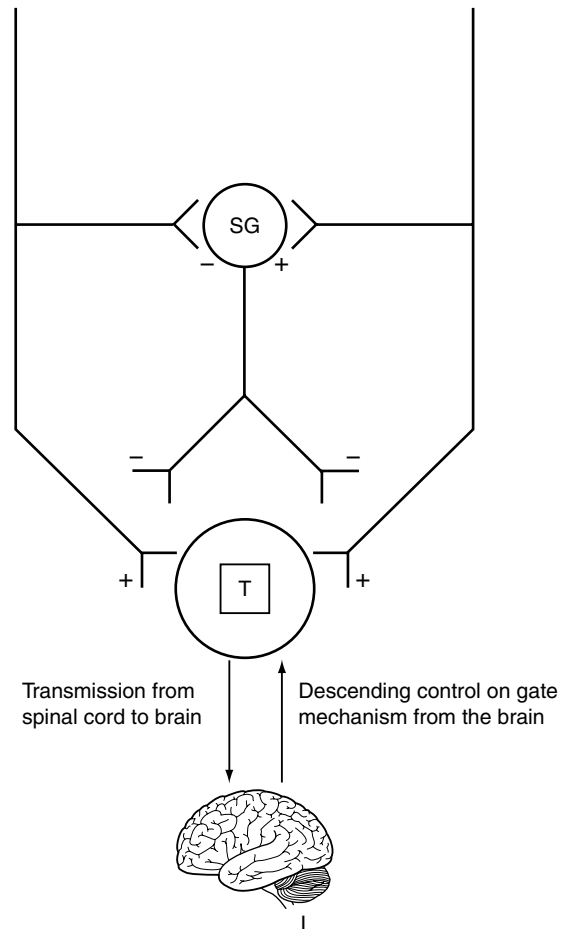 SG
− +
− −
T
+ +
Transmission from
spinal cord to brain
Descending control on gate
mechanism from the brain